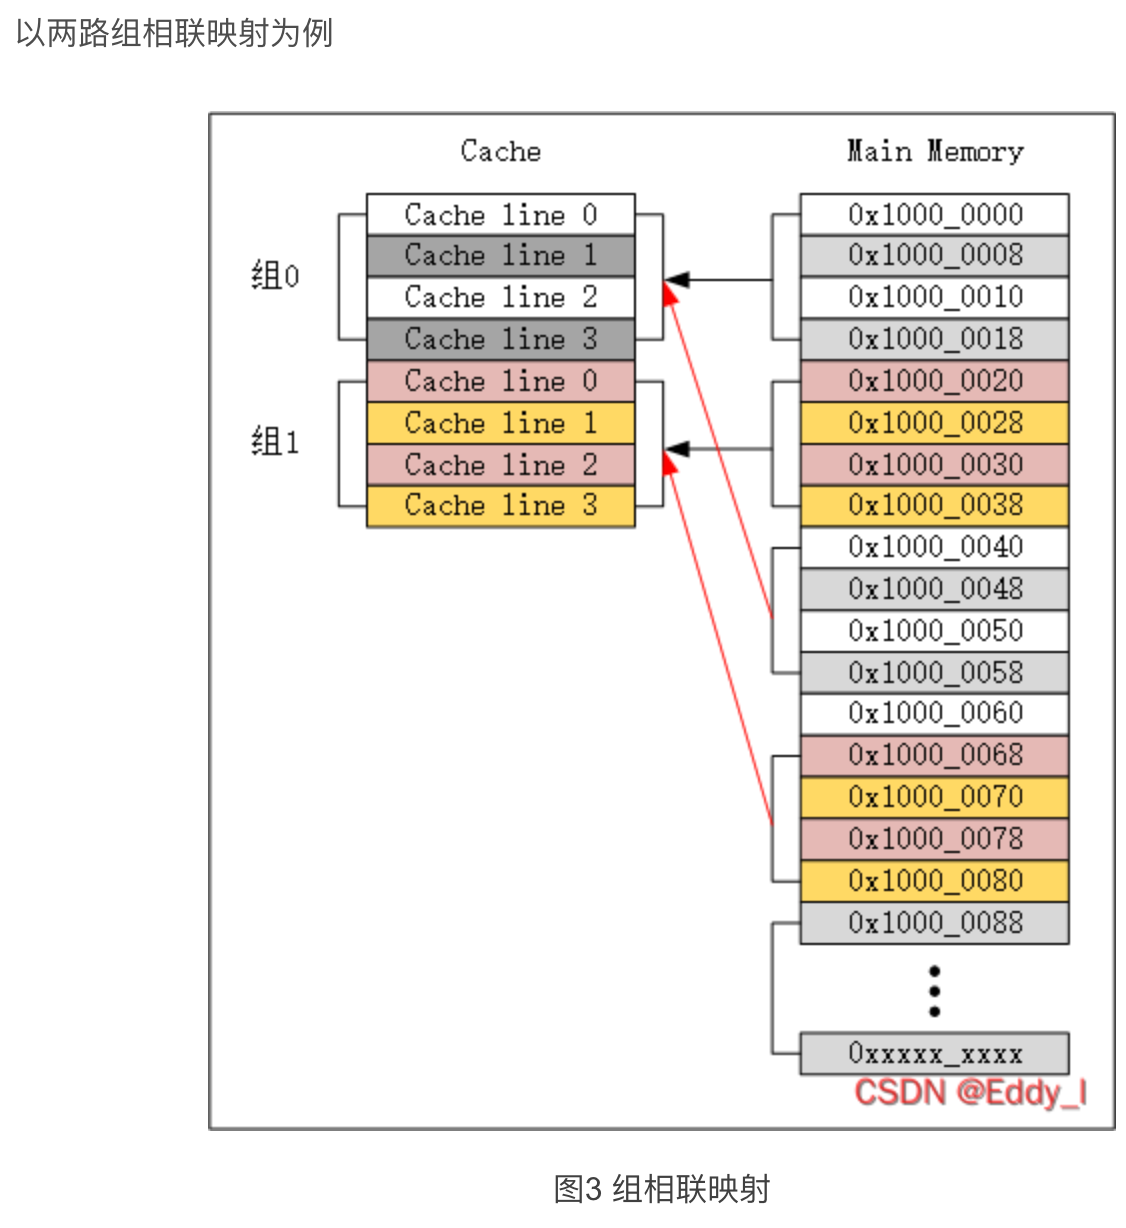 以两路组相联映射为例
Cache
Main Memory
组0
Cache line 0
Cache line 1
Cache line 2
Cache line 3
组1
Cache line 0
Cache line 1
Cache line 2
Cache line 3
0x1000_0000
0x1000_0008
0x1000_0010
0x1000_0018
0x1000_0020
0x1000_0028
0x1000_0030
0x1000_0038
0x1000_0040
0x1000_0048
0x1000_0050
0x1000_0058
0x1000_0060
0x1000_0068
0x1000_0070
0x1000_0078
0x1000_0080
0x1000_0088
0xxxxx_xxxx
CSDN @Eddy_l
图3 组相联映射